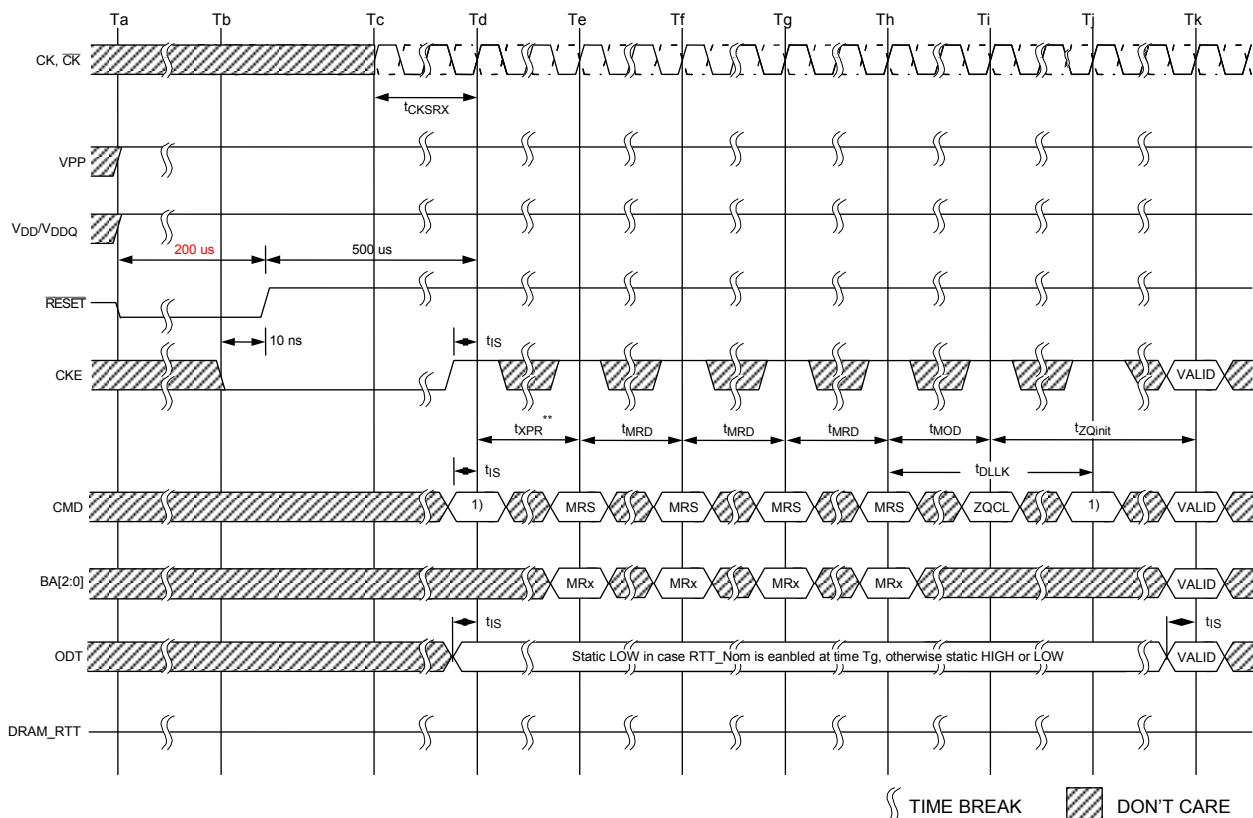 Ta Tb Tc Td Te Tf Tg Th Ti Tj Tk
CK, CK
tCKSRX
VPP
VDD/VDDQ
200 us 500 us
RESET
10 ns tIS
CKE VALID
tXPR** tMRD tMRD tMRD tMOD tZQinit
tIS tDLLK
CMD 1) MRS MRS MRS MRS ZQCL 1) VALID
BA[2:0] MRx MRx MRx MRx VALID
tIS tIS
ODT Static LOW in case RTT_Nom is eanbled at time Tg, otherwise static HIGH or LOW VALID
DRAM_RTT
TIME BREAK DON'T CARE